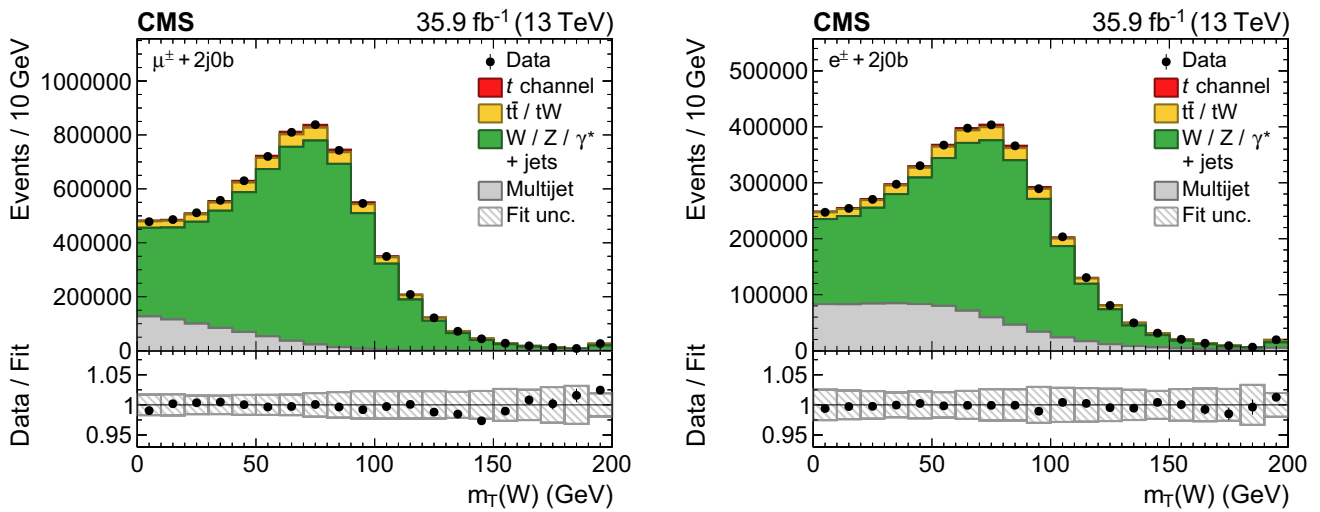 CMS 35.9 fb⁻¹ (13 TeV)
Events / 10 GeV
μ± + 2j0b
Data
t channel
tt̄ / tW
W / Z / γ*
+ jets
Multijet
Fit unc.
1000000
800000
600000
400000
200000
0
Data / Fit
1.05
1
0.95
0 50 100 150 200
mT(W) (GeV)
CMS 35.9 fb⁻¹ (13 TeV)
Events / 10 GeV
e± + 2j0b
Data
t channel
tt̄ / tW
W / Z / γ*
+ jets
Multijet
Fit unc.
500000
400000
300000
200000
100000
0
Data / Fit
1.05
1
0.95
0 50 100 150 200
mT(W) (GeV)